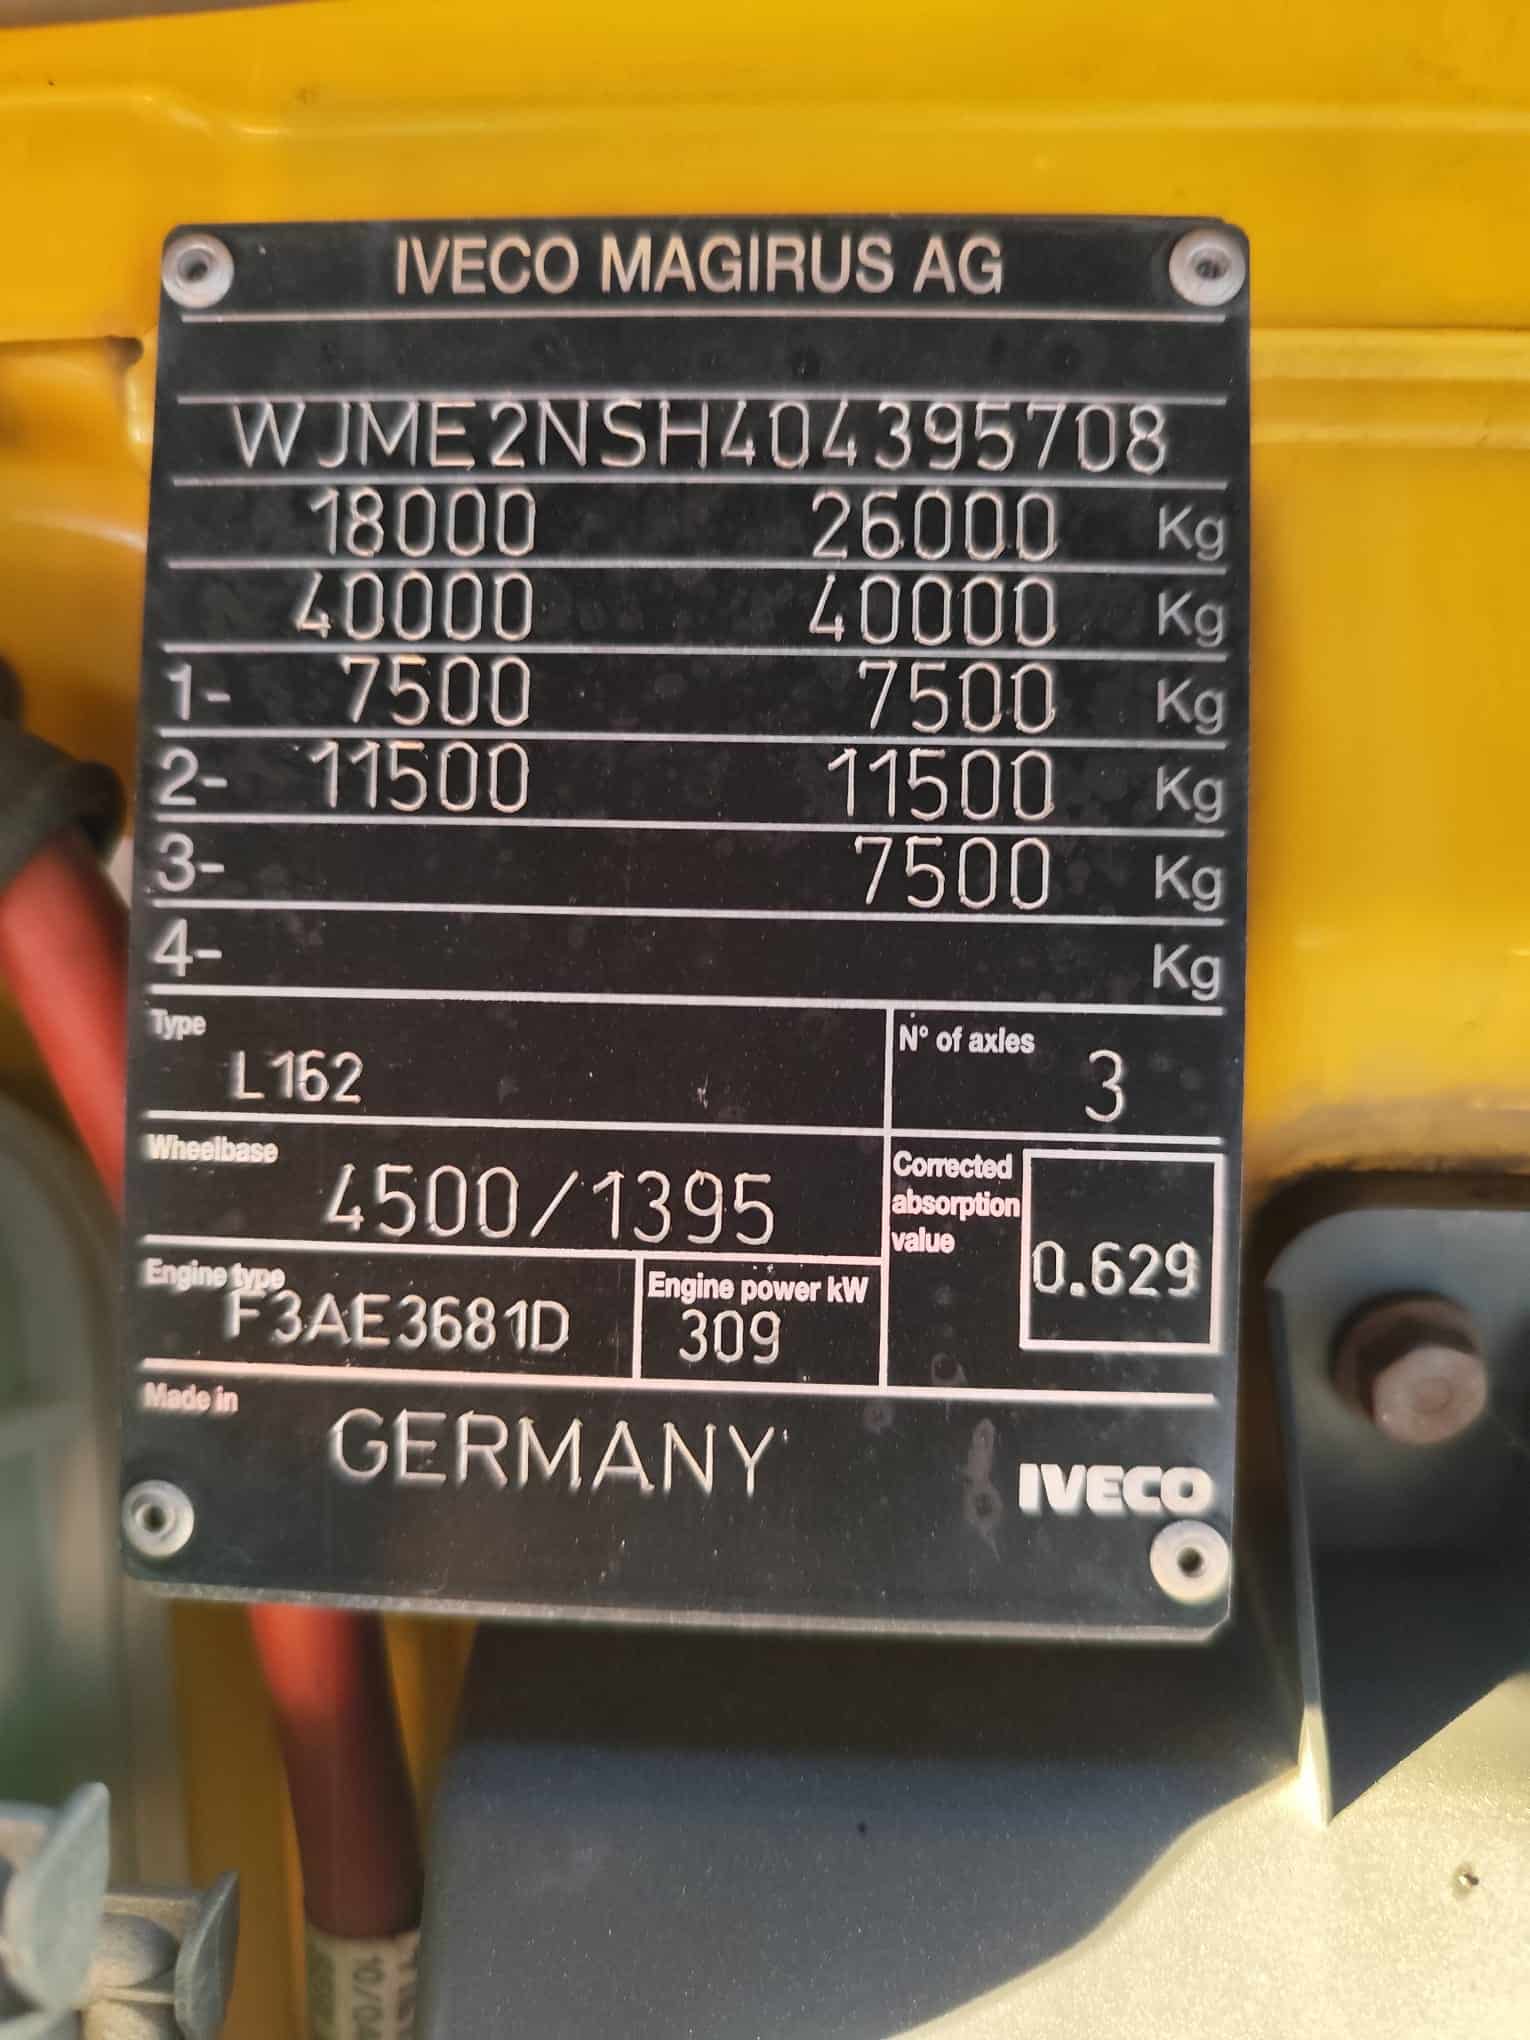 IVECO MAGIRUS AG
WJME2NSH404395708
18000 26000 Kg
40000 40000 Kg
1- 7500 7500 Kg
2- 11500 11500 Kg
3- 7500 Kg
4- Kg
Type
L162
N° of axles
3
Wheelbase
4500/1395
Corrected
absorption
value
0.629
Engine type
F3AE3681D
Engine power kW
309
Made in
GERMANY
IVECO
10/0